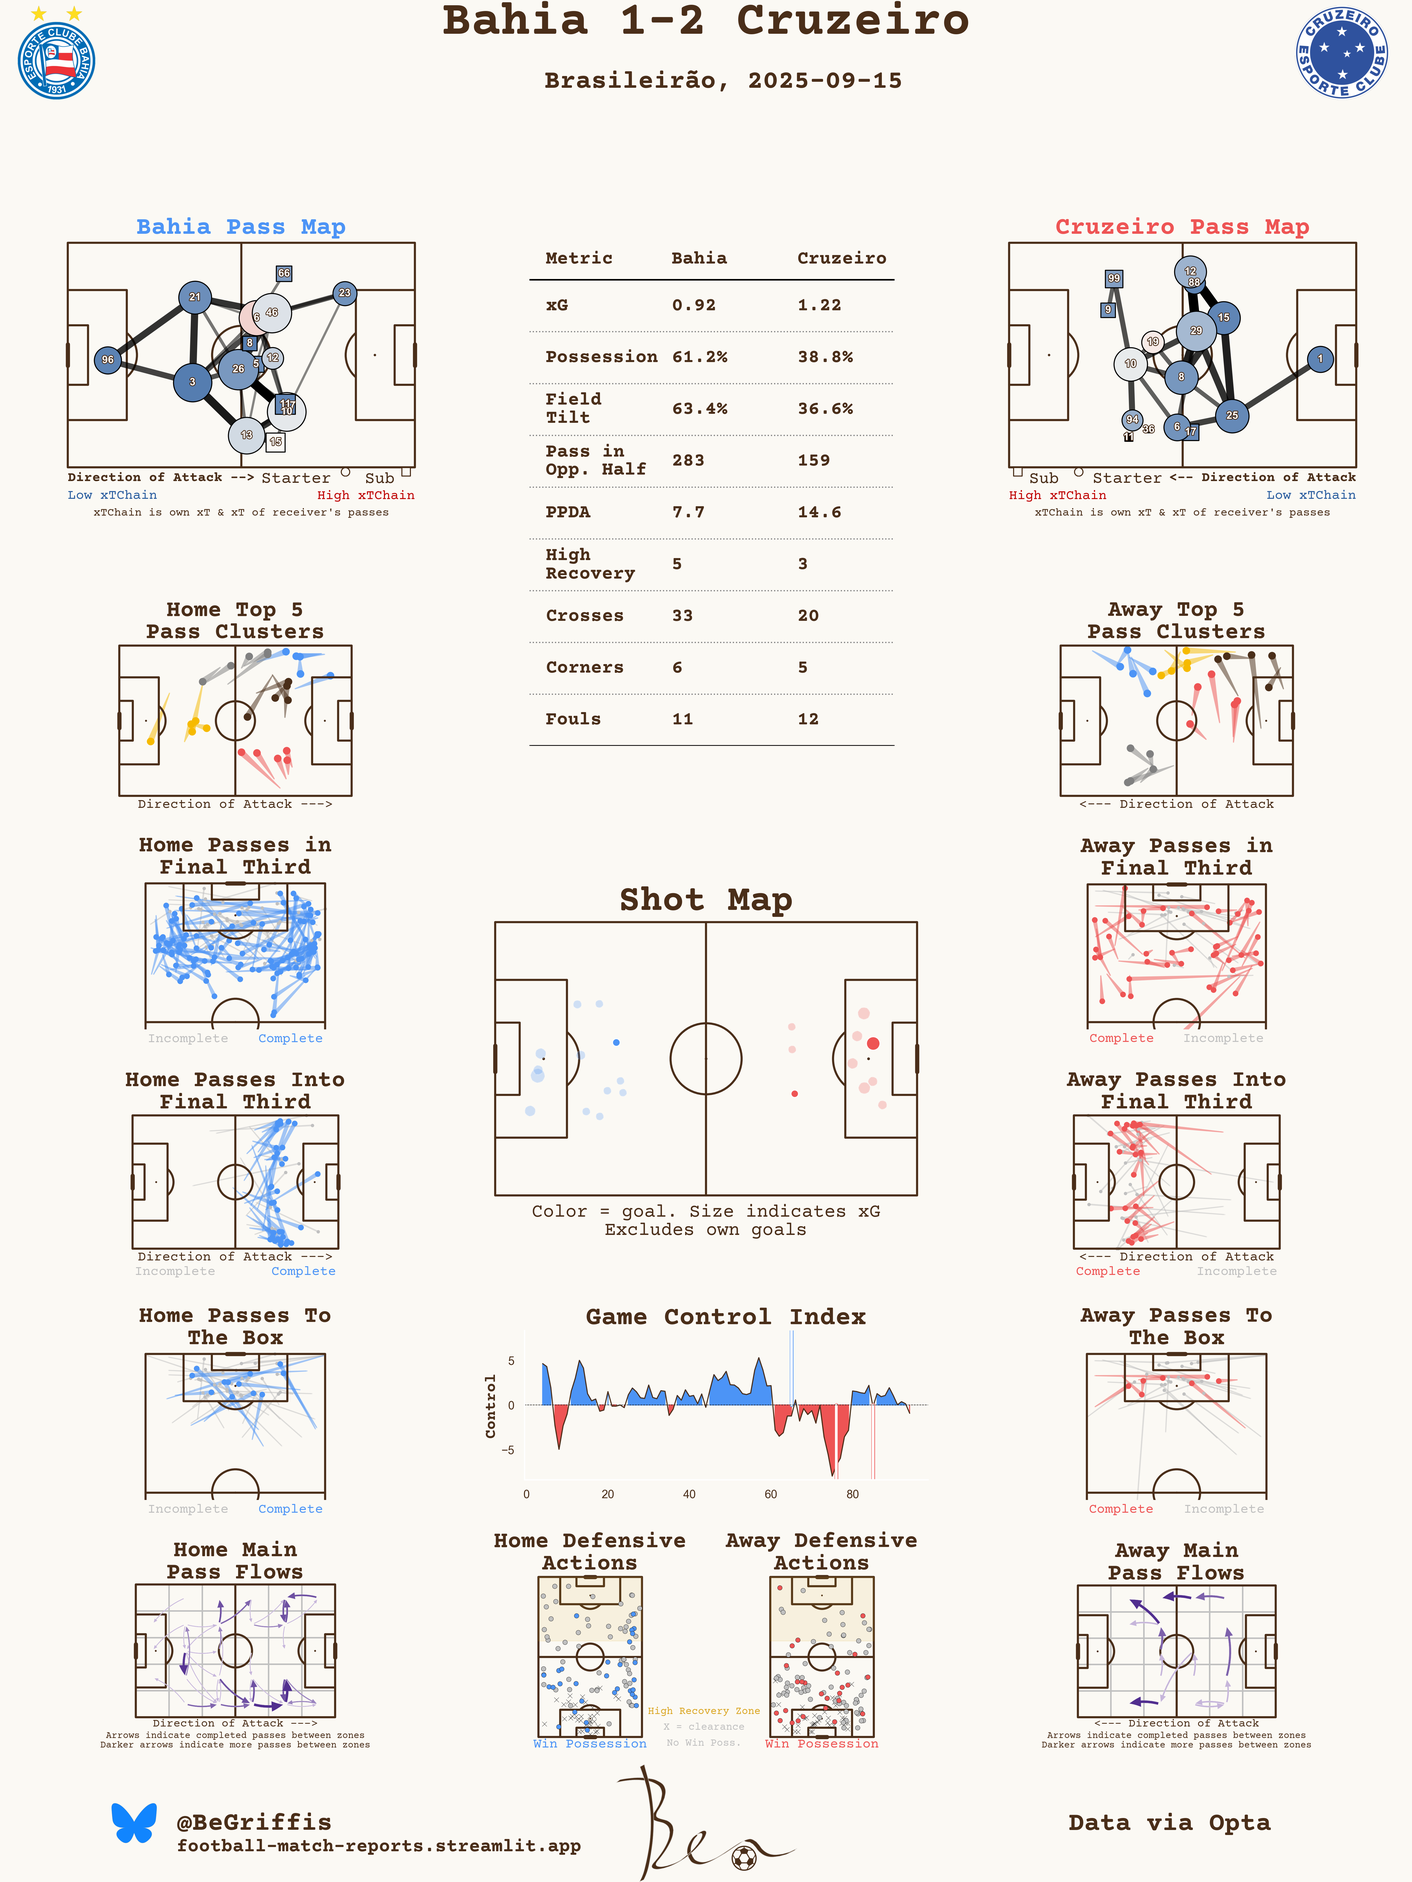 Bahia 1-2 Cruzeiro
Brasileirão, 2025-09-15
ESPORTE CLUBE BAHIA
1931
CRUZEIRO
ESPORTE CLUBE
Bahia Pass Map
66
23
21
46
6
8
96
12
5
26
3
117
10
13
15
Direction of Attack --> Starter Sub
Low xTChain High xTChain
xTChain is own xT & xT of receiver's passes
Metric Bahia Cruzeiro
xG 0.92 1.22
Possession 61.2% 38.8%
Field
Tilt 63.4% 36.6%
Pass in
Opp. Half 283 159
PPDA 7.7 14.6
High
Recovery 5 3
Crosses 33 20
Corners 6 5
Fouls 11 12
Cruzeiro Pass Map
12
99
88
9
15
29
19
1
10
8
25
94
6
36
17
11
Sub Starter <-- Direction of Attack
High xTChain Low xTChain
xTChain is own xT & xT of receiver's passes
Home Top 5
Pass Clusters
Direction of Attack --->
Away Top 5
Pass Clusters
<--- Direction of Attack
Home Passes in
Final Third
Incomplete Complete
Away Passes in
Final Third
Complete Incomplete
Shot Map
Color = goal. Size indicates xG
Excludes own goals
Home Passes Into
Final Third
Direction of Attack --->
Incomplete Complete
Away Passes Into
Final Third
<--- Direction of Attack
Complete Incomplete
Home Passes To
The Box
Incomplete Complete
Game Control Index
Control
5
0
−5
0 20 40 60 80
Away Passes To
The Box
Complete Incomplete
Home Main
Pass Flows
Direction of Attack --->
Arrows indicate completed passes between zones
Darker arrows indicate more passes between zones
Home Defensive
Actions
Win Possession
High Recovery Zone
X = clearance
No Win Poss.
Away Defensive
Actions
Win Possession
Away Main
Pass Flows
<--- Direction of Attack
Arrows indicate completed passes between zones
Darker arrows indicate more passes between zones
@BeGriffis
football-match-reports.streamlit.app
Ben
Data via Opta